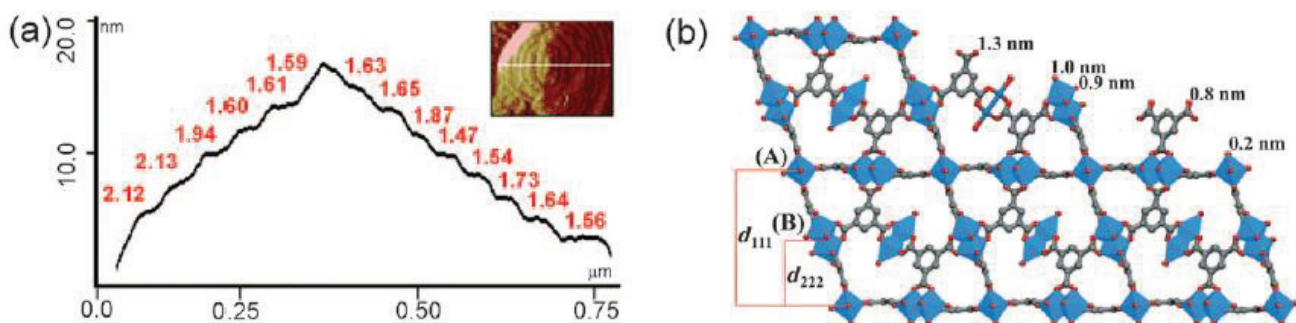 (a)
nm
20.0
10.0
2.12
2.13
1.94
1.60
1.61
1.59
1.63
1.65
1.87
1.47
1.54
1.73
1.64
1.56
μm
0.0 0.25 0.50 0.75
(b)
1.3 nm
1.0 nm
0.9 nm
0.8 nm
0.2 nm
(A)
(B)
d111
d222